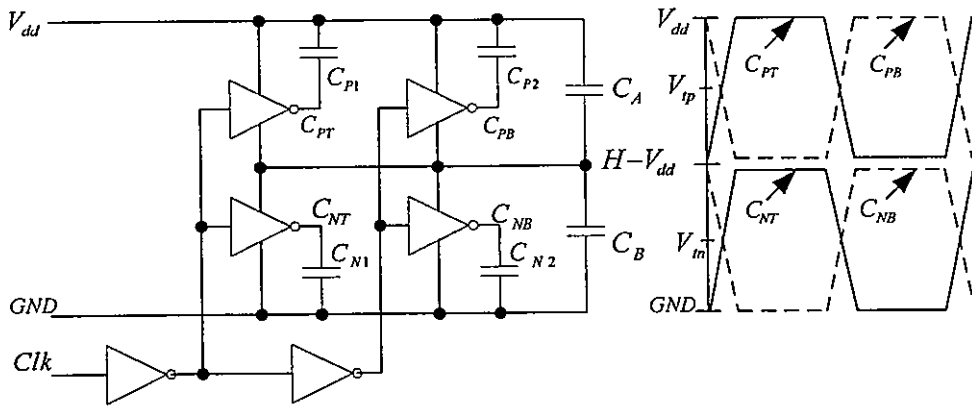 V_dd
C_P1
C_P2
C_PT
C_PB
C_A
H-V_dd
C_NT
C_NB
C_N1
C_N2
C_B
GND
Clk
V_dd
C_PT
C_PB
V_tp
C_NT
C_NB
V_tn
GND